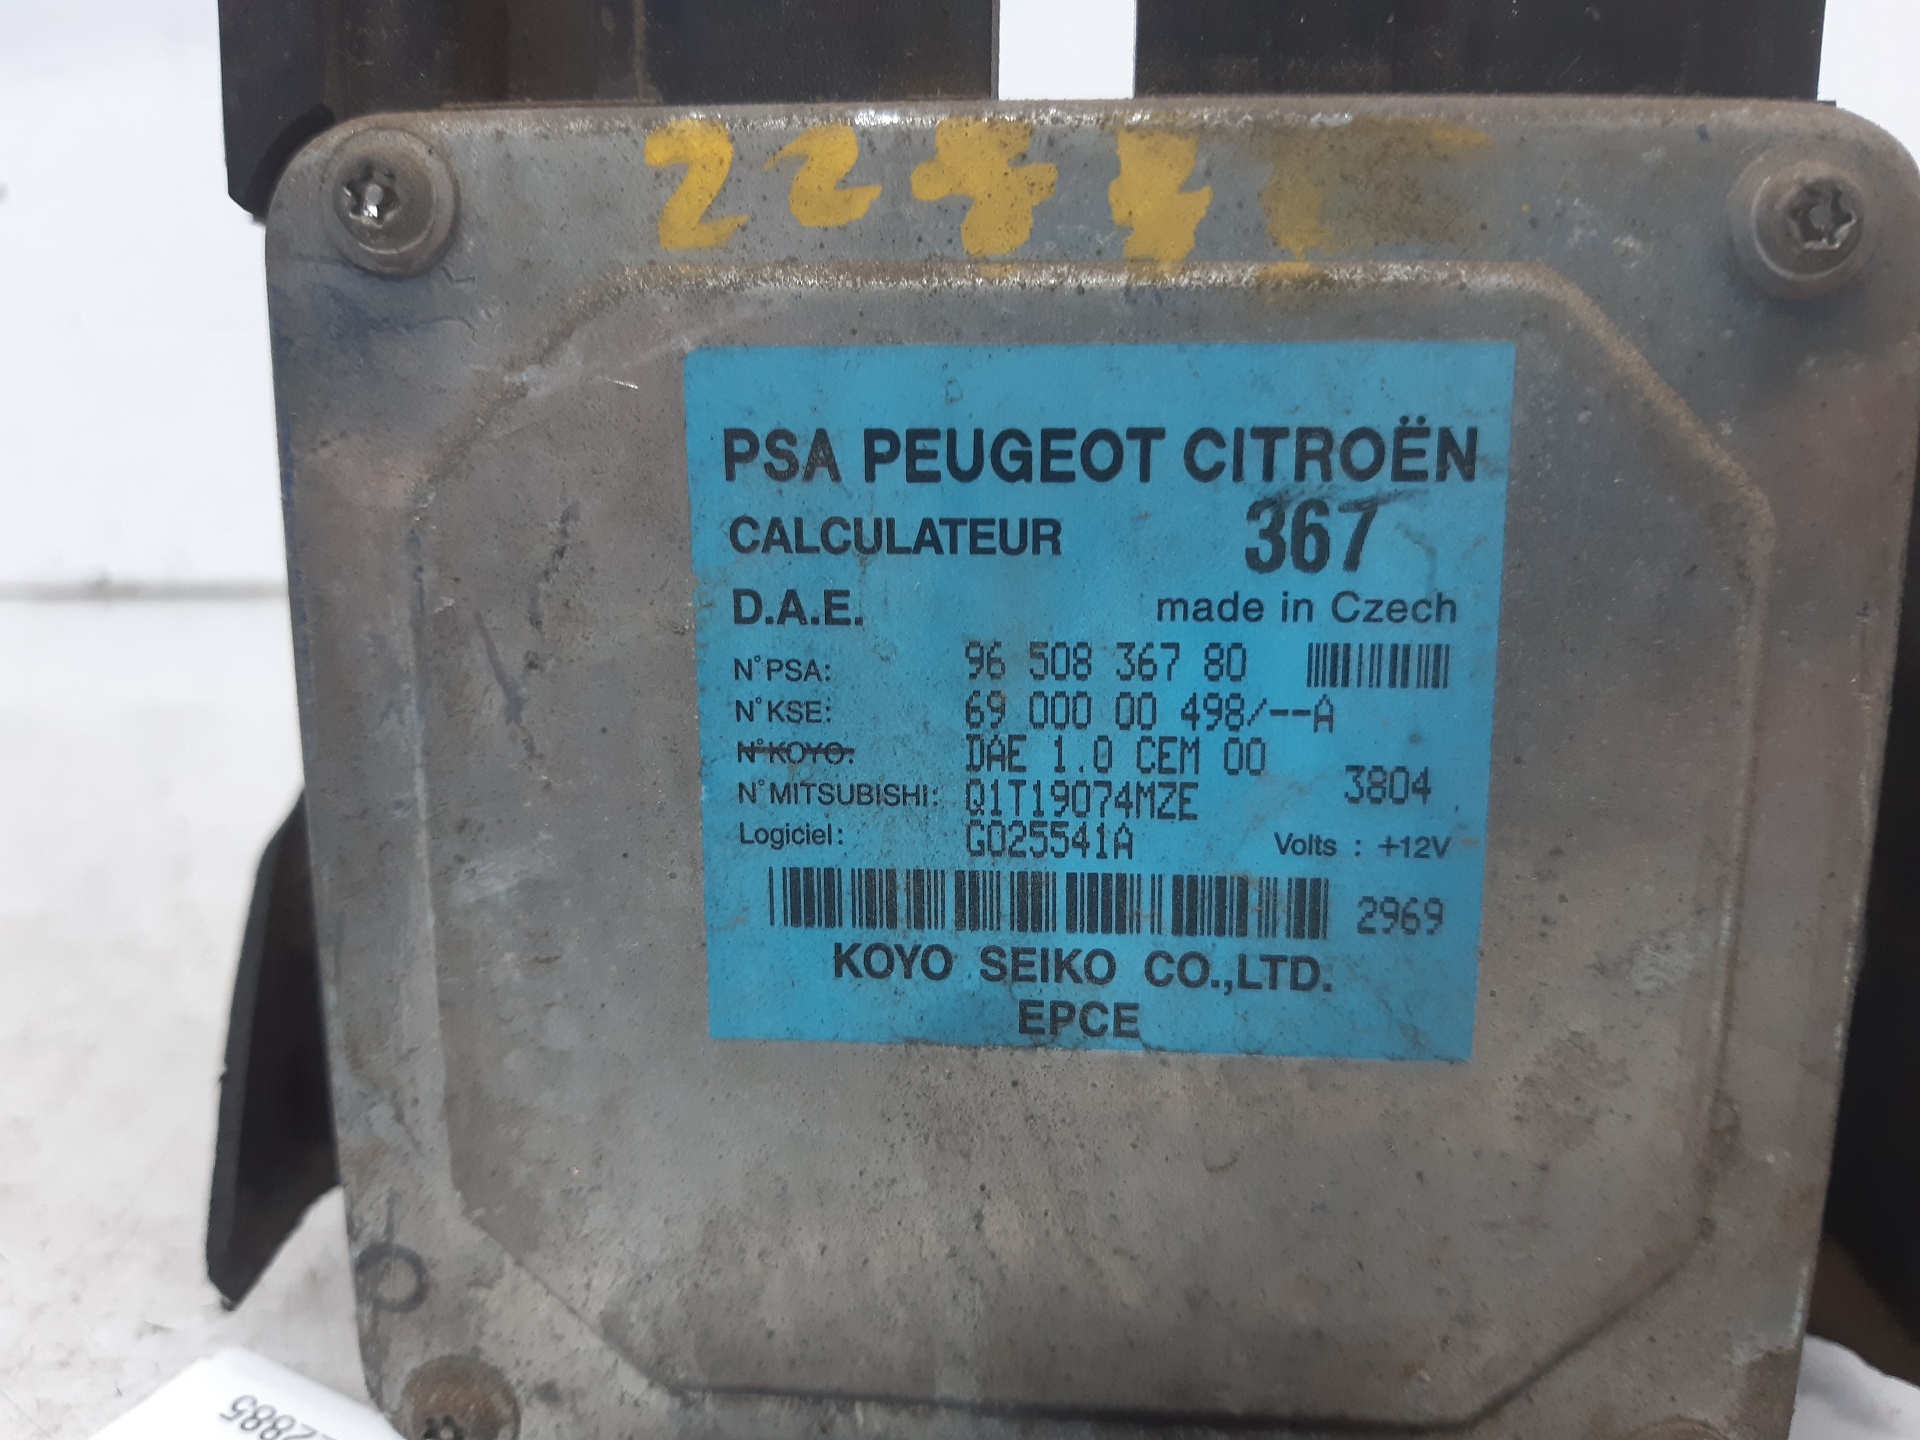 PSA PEUGEOT CITROËN
CALCULATEUR 367
D.A.E. made in Czech
N° PSA: 96 508 367 80
N° KSE: 69 000 00 498/--A
N° KOYO: DAE 1.0 CEM 00
N° MITSUBISHI: Q1T19074MZE 3804
Logiciel: G025541A Volts : +12V
2969
KOYO SEIKO CO.,LTD.
EPCE